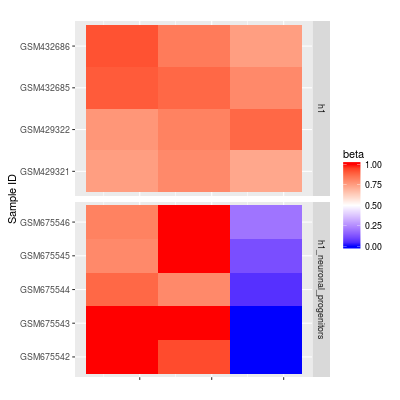 GSM432686
GSM432685
GSM429322
GSM429321
h1
GSM675546
GSM675545
GSM675544
GSM675543
GSM675542
h1_neuronal_progenitors
Sample ID
beta
1.00
0.75
0.50
0.25
0.00